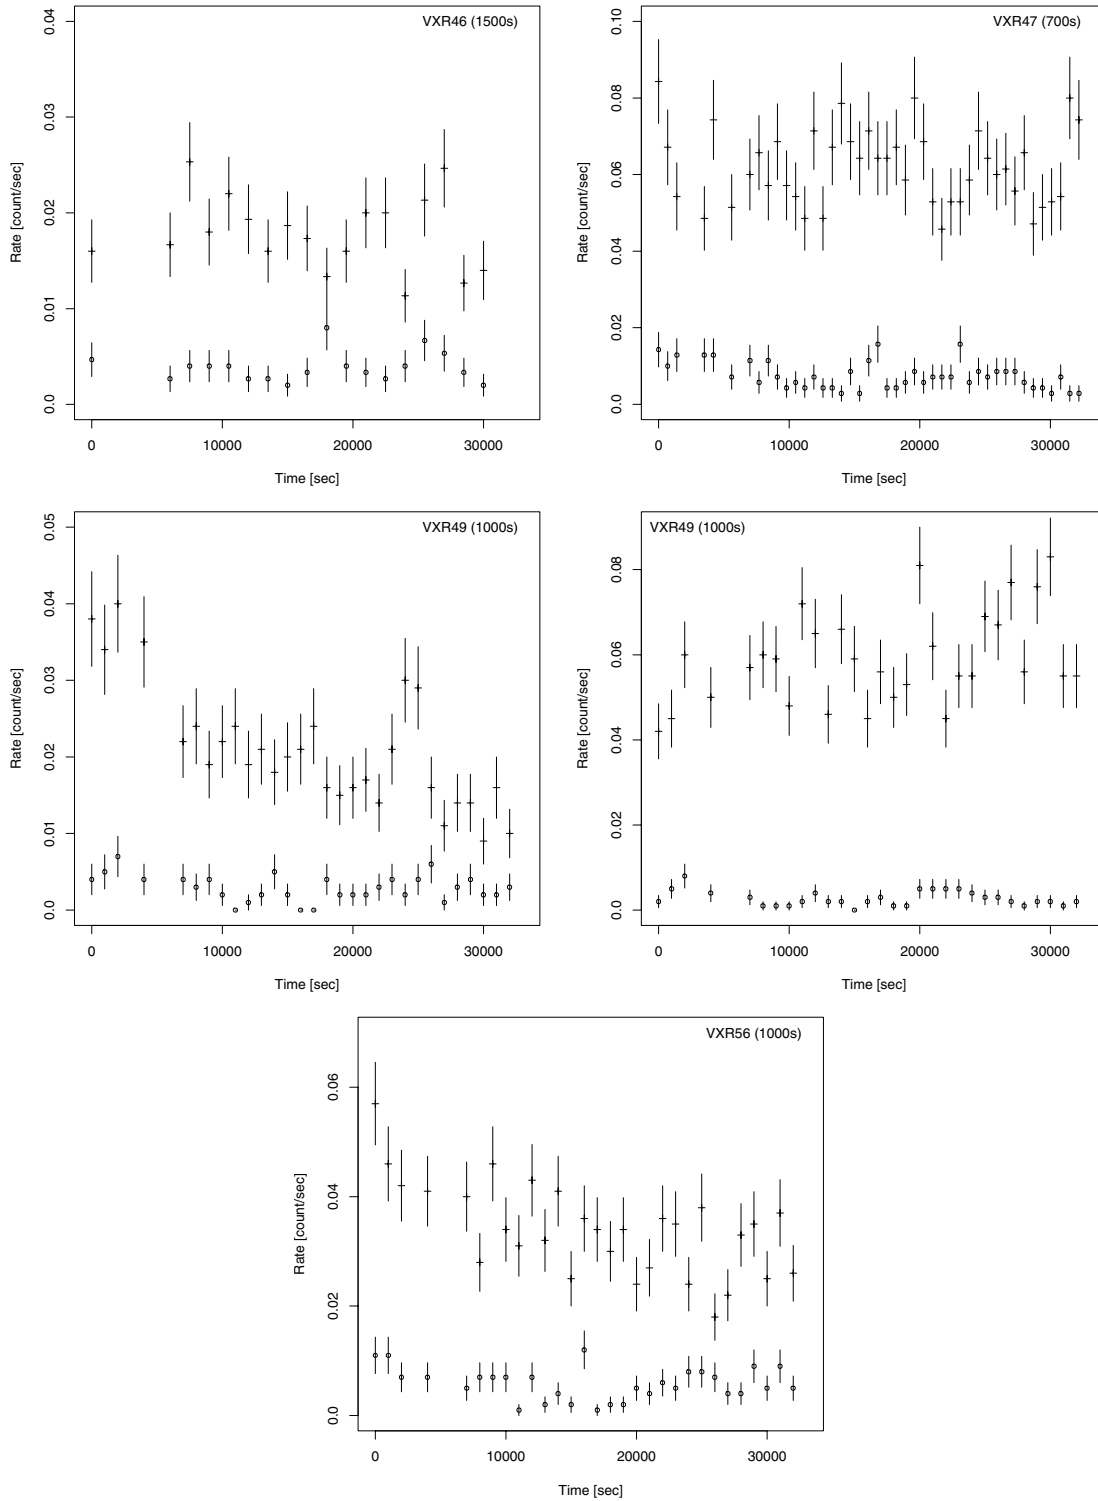 VXR46 (1500s)
Rate [count/sec]
0.04
0.03
0.02
0.01
0.0
0 10000 20000 30000
Time [sec]
VXR47 (700s)
Rate [count/sec]
0.10
0.08
0.06
0.04
0.02
0.0
0 10000 20000 30000
Time [sec]
VXR49 (1000s)
Rate [count/sec]
0.05
0.04
0.03
0.02
0.01
0.0
0 10000 20000 30000
Time [sec]
VXR49 (1000s)
Rate [count/sec]
0.08
0.06
0.04
0.02
0.0
0 10000 20000 30000
Time [sec]
VXR56 (1000s)
Rate [count/sec]
0.06
0.04
0.02
0.0
0 10000 20000 30000
Time [sec]